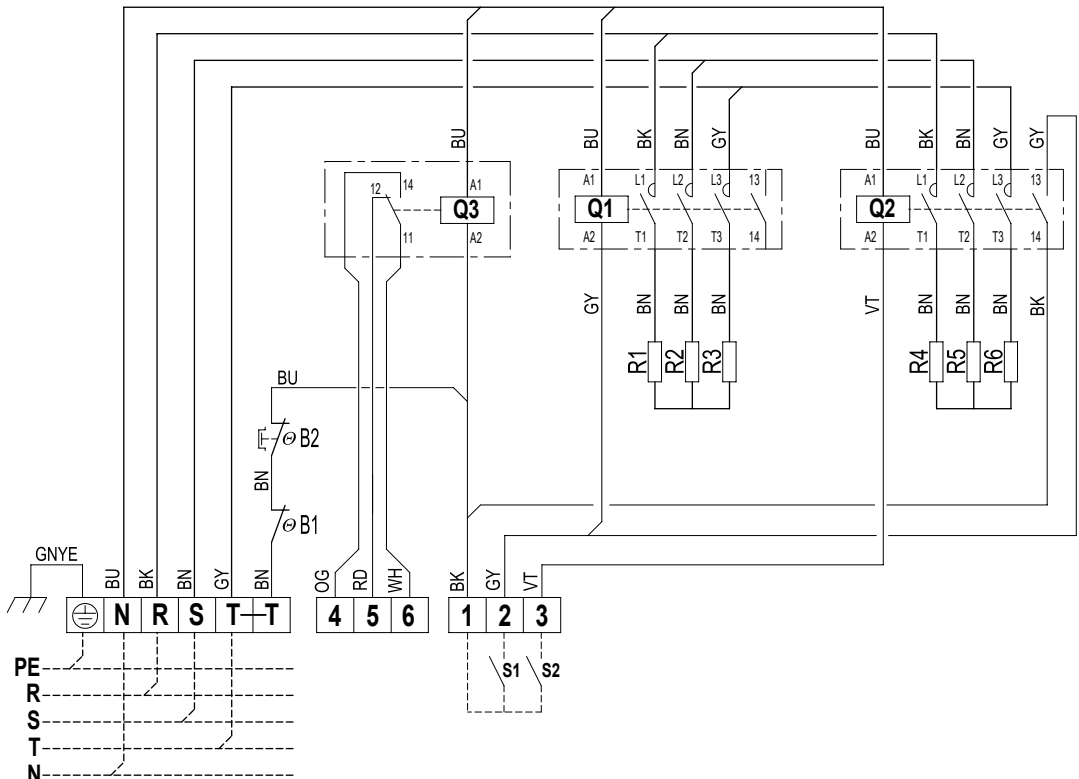 BU BU BK BN GY BU BK BN GY GY
12 14 A1 A1 L1 L2 L3 13 A1 L1 L2 L3 13
Q3 Q1 Q2
11 A2 A2 T1 T2 T3 14 A2 T1 T2 T3 14
GY BN BN BN VT BN BN BN BK
R1 R2 R3 R4 R5 R6
BU
Θ B2
BN
Θ B1
GNYE
BU BK BN GY BN OG RD WH BK GY VT
N R S T T 4 5 6 1 2 3
S1 S2
PE
R
S
T
N